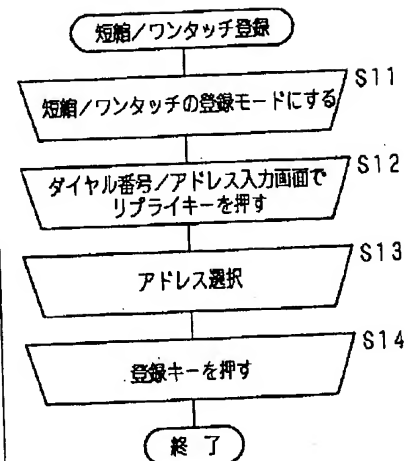 短縮/ワンタッチ登録
S11
短縮/ワンタッチの登録モードにする
S12
ダイヤル番号/アドレス入力画面で
リプライキーを押す
S13
アドレス選択
S14
登録キーを押す
終了